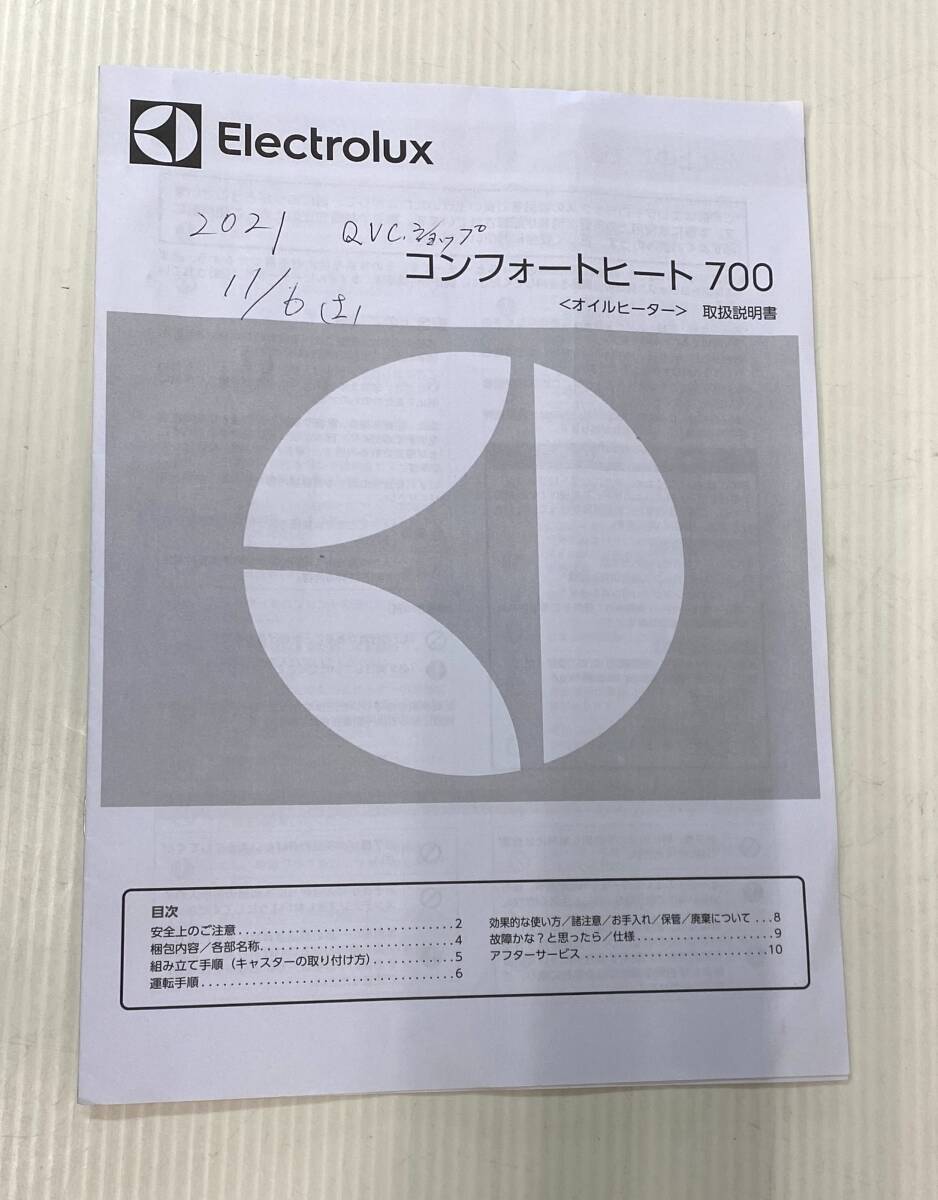 Electrolux
2021 QVC.ショップ
コンフォートヒート 700
11/6 (土)
<オイルヒーター> 取扱説明書
目次
安全上のご注意..............................2
梱包内容/各部名称...........................4
組み立て手順(キャスターの取り付け方)............5
運転手順....................................6
効果的な使い方/諸注意/お手入れ/保管/廃棄について...8
故障かな?と思ったら/仕様....................9
アフターサービス...........................10